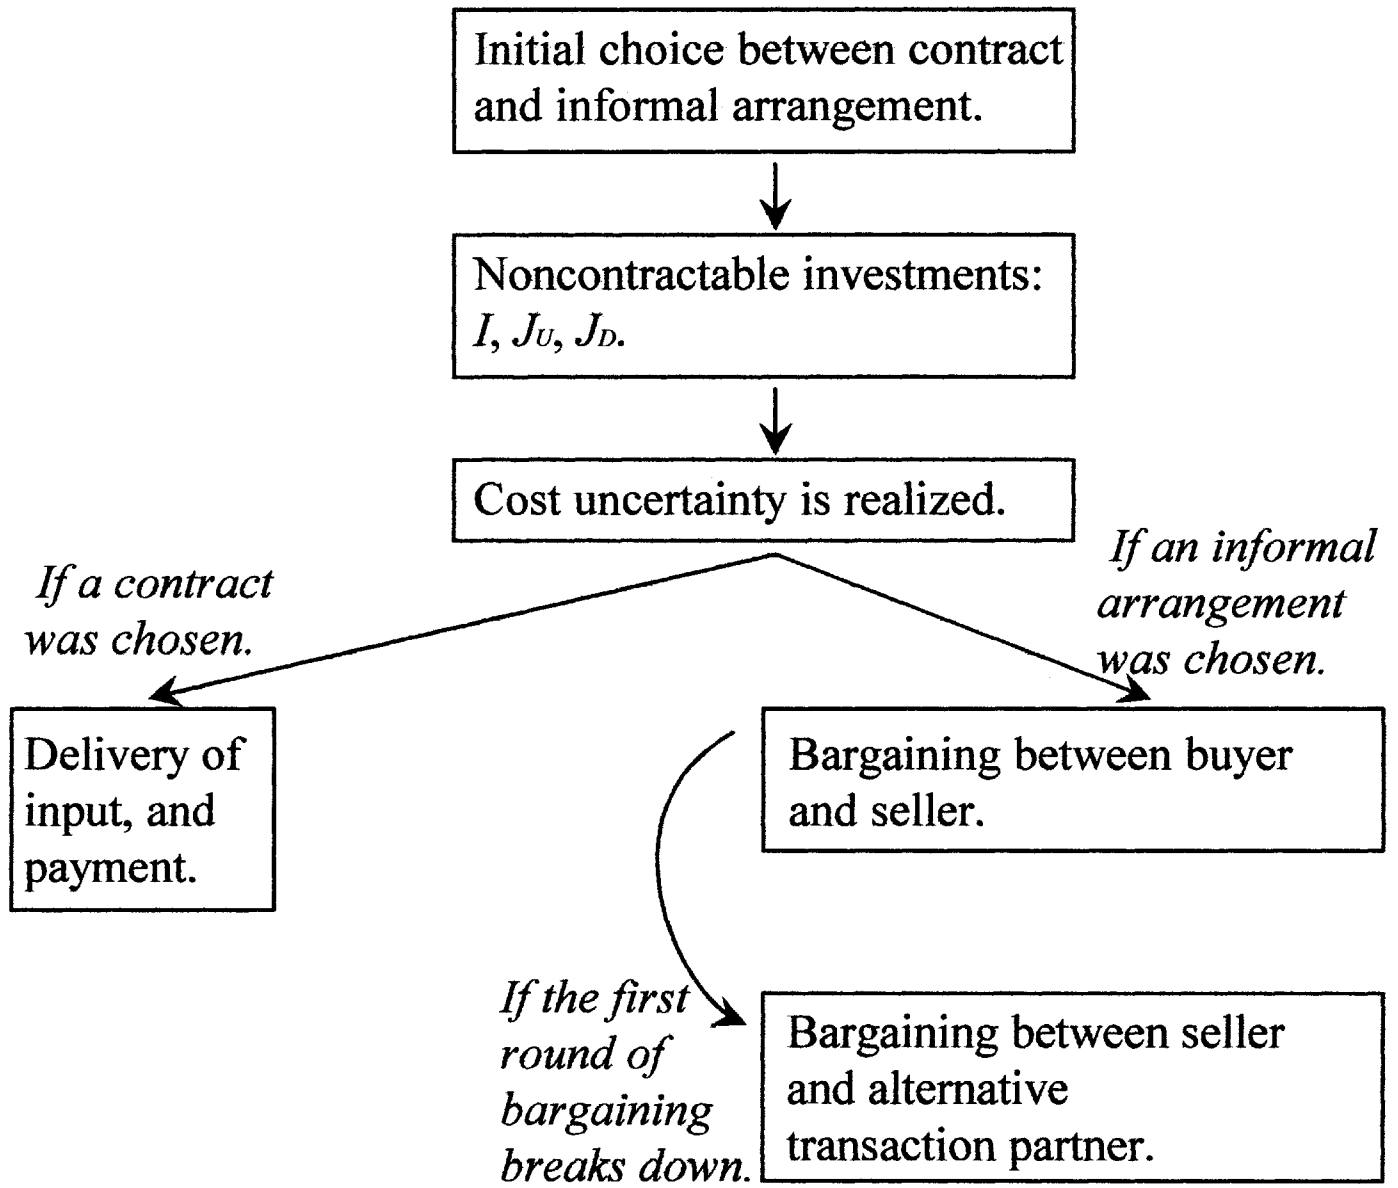 Initial choice between contract
and informal arrangement.
Noncontractable investments:
I, JU, JD.
Cost uncertainty is realized.
If a contract
was chosen.
If an informal
arrangement
was chosen.
Delivery of
input, and
payment.
Bargaining between buyer
and seller.
If the first
round of
bargaining
breaks down.
Bargaining between seller
and alternative
transaction partner.